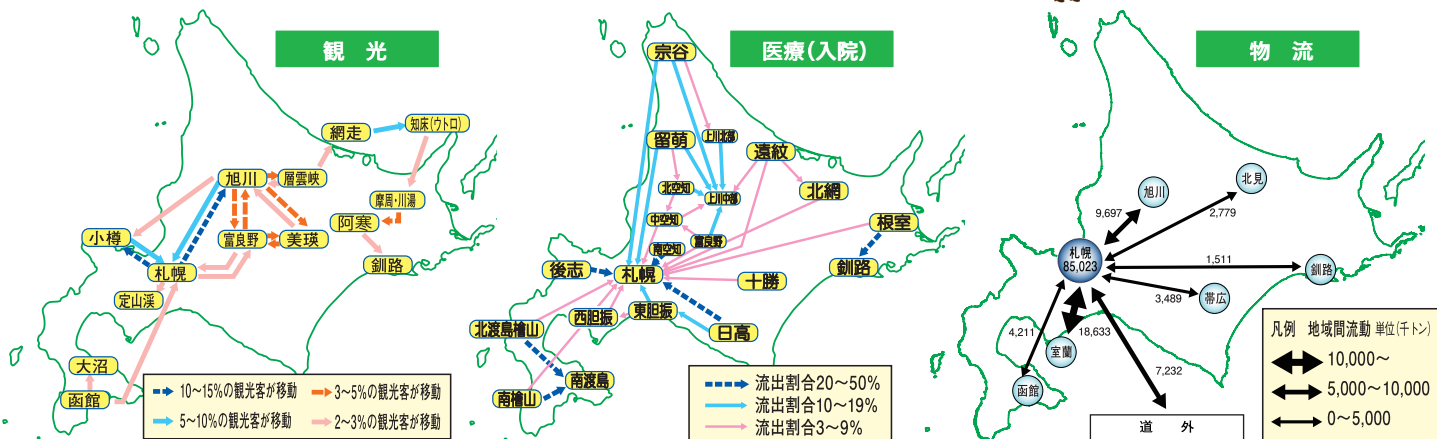 観光
網走
知床(ウトロ)
旭川
層雲峡
摩周・川湯
阿寒
小樽
富良野
美瑛
札幌
釧路
定山渓
大沼
函館
10~15%の観光客が移動
3~5%の観光客が移動
5~10%の観光客が移動
2~3%の観光客が移動
医療(入院)
宗谷
留萌
上川北部
遠紋
北空知
上川中部
北網
中空知
根室
富良野
南空知
後志
札幌
釧路
十勝
西胆振
東胆振
北渡島檜山
日高
南渡島
南檜山
流出割合20~50%
流出割合10~19%
流出割合3~9%
物流
旭川
北見
9,697
2,779
札幌
85,023
1,511
釧路
3,489
帯広
4,211
18,633
室蘭
7,232
函館
道外
凡例 地域間流動 単位(千トン)
10,000~
5,000~10,000
0~5,000